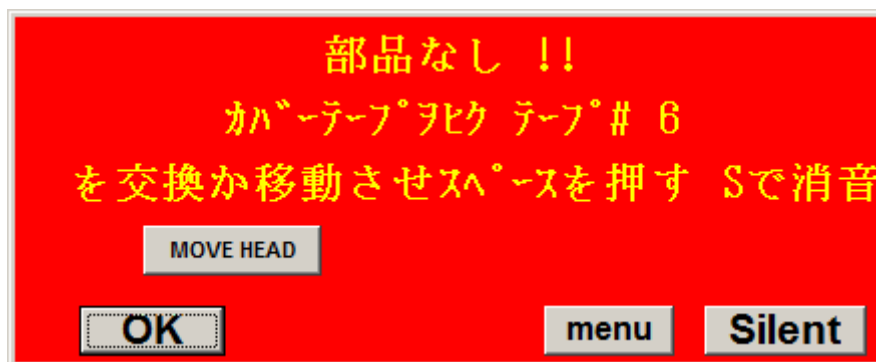 部品なし !!
ｶﾊﾞｰﾃｰﾌﾟｦﾋｸ ﾃｰﾌﾟ# 6
を交換か移動させｽﾍﾟｰｽを押す Sで消音
MOVE HEAD
OK menu Silent